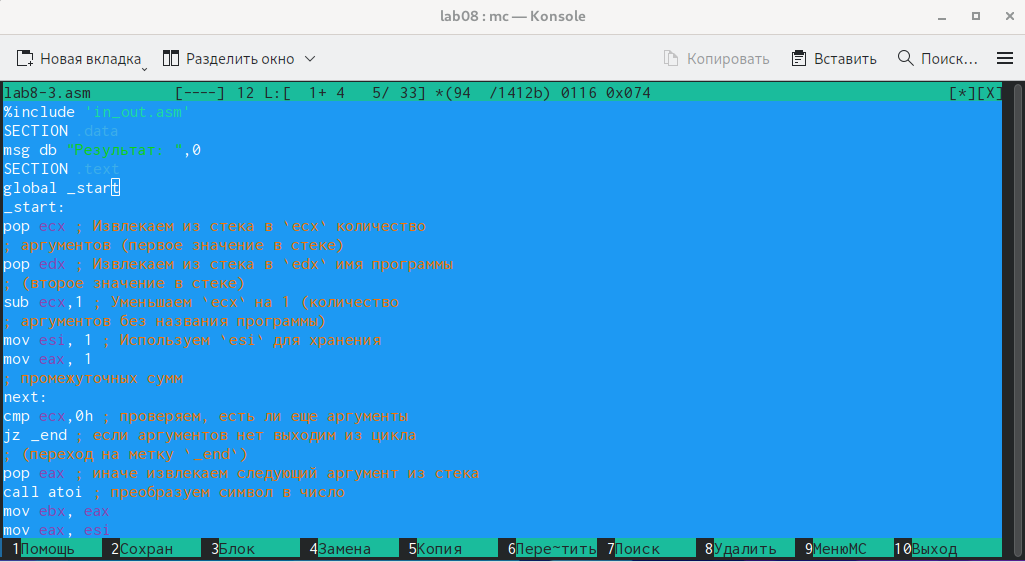 lab08 : mc — Konsole
Новая вкладка Разделить окно Копировать Вставить Поиск...
lab8-3.asm [----] 12 L:[ 1+ 4 5/ 33] *(94 /1412b) 0116 0x074 [*][X]
%include 'in_out.asm'
SECTION .data
msg db "Результат: ",0
SECTION .text
global _start
_start:
pop ecx ; Извлекаем из стека в `ecx` количество
; аргументов (первое значение в стеке)
pop edx ; Извлекаем из стека в `edx` имя программы
; (второе значение в стеке)
sub ecx,1 ; Уменьшаем `ecx` на 1 (количество
; аргументов без названия программы)
mov esi, 1 ; Используем `esi` для хранения
mov eax, 1
; промежуточных сумм
next:
cmp ecx,0h ; проверяем, есть ли еще аргументы
jz _end ; если аргументов нет выходим из цикла
; (переход на метку `_end`)
pop eax ; иначе извлекаем следующий аргумент из стека
call atoi ; преобразуем символ в число
mov ebx, eax
mov eax, esi
1Помощь 2Сохран 3Блок 4Замена 5Копия 6Пере~тить 7Поиск 8Удалить 9МенюМС 10Выход